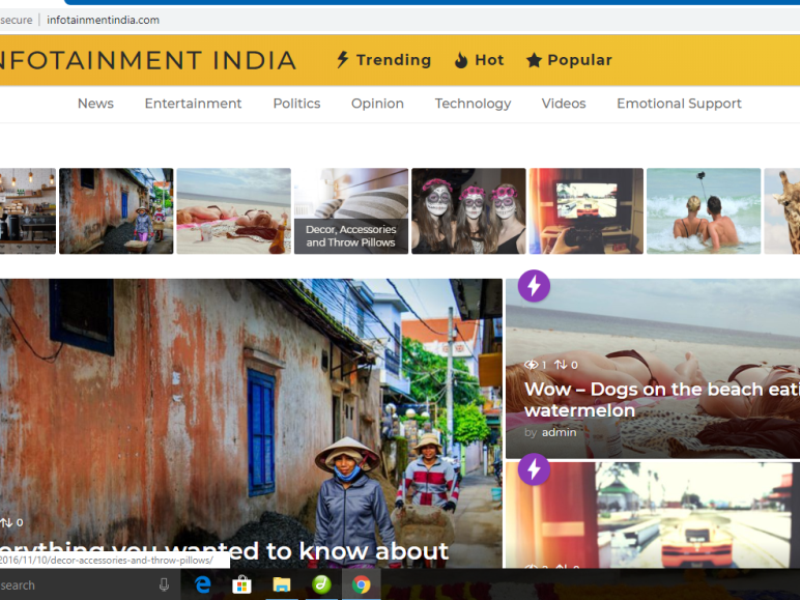 secure infotainmentindia.com
NFOTAINMENT INDIA Trending Hot Popular
News Entertainment Politics Opinion Technology Videos Emotional Support
Decor, Accessories
and Throw Pillows
1 0
Wow – Dogs on the beach eati
watermelon
by admin
0
erything you wanted to know about
2016/11/10/decor-accessories-and-throw-pillows/
search